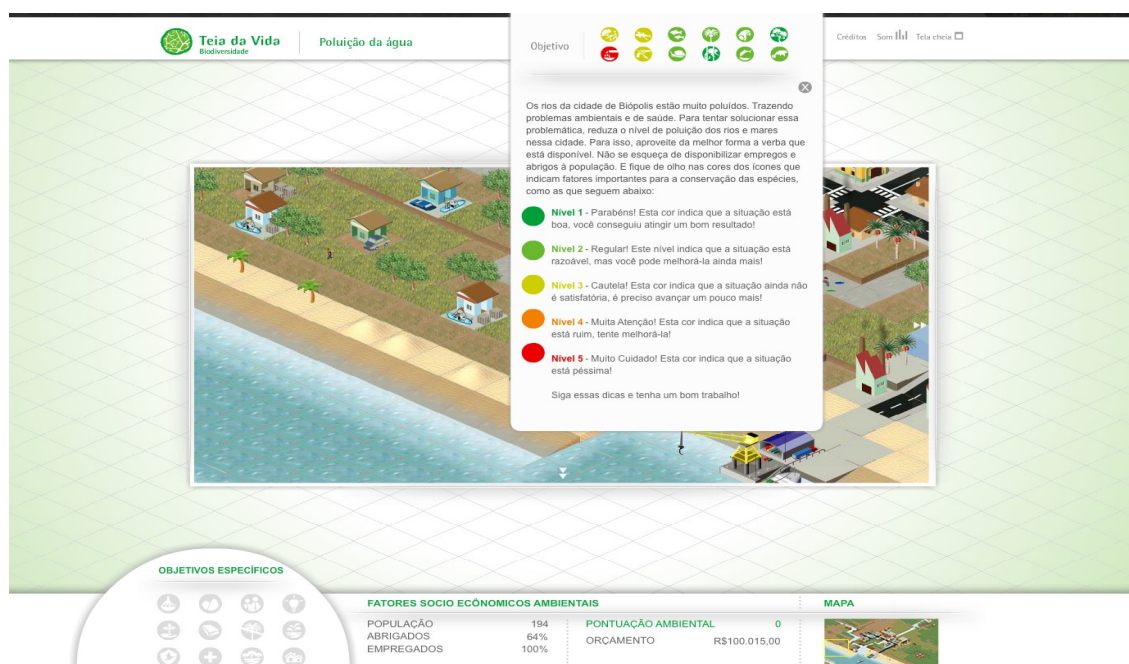 Teia da Vida
Biodiversidade
Poluição da água
Objetivo
Créditos Som Tela cheia
Os rios da cidade de Biópolis estão muito poluídos. Trazendo
problemas ambientais e de saúde. Para tentar solucionar essa
problemática, reduza o nível de poluição dos rios e mares
nessa cidade. Para isso, aproveite da melhor forma a verba que
está disponível. Não se esqueça de disponibilizar empregos e
abrigos à população. E fique de olho nas cores dos ícones que
indicam fatores importantes para a conservação das espécies,
como as que seguem abaixo:
Nível 1 - Parabéns! Esta cor indica que a situação está
boa, você conseguiu atingir um bom resultado!
Nível 2 - Regular! Este nível indica que a situação está
razoável, mas você pode melhorá-la ainda mais!
Nível 3 - Cautela! Esta cor indica que a situação ainda não
é satisfatória, é preciso avançar um pouco mais!
Nível 4 - Muita Atenção! Esta cor indica que a situação
está ruim, tente melhorá-la!
Nível 5 - Muito Cuidado! Esta cor indica que a situação
está péssima!
Siga essas dicas e tenha um bom trabalho!
OBJETIVOS ESPECÍFICOS
FATORES SOCIO ECÔNOMICOS AMBIENTAIS
POPULAÇÃO 194
ABRIGADOS 64%
EMPREGADOS 100%
PONTUAÇÃO AMBIENTAL 0
ORÇAMENTO R$100.015,00
MAPA